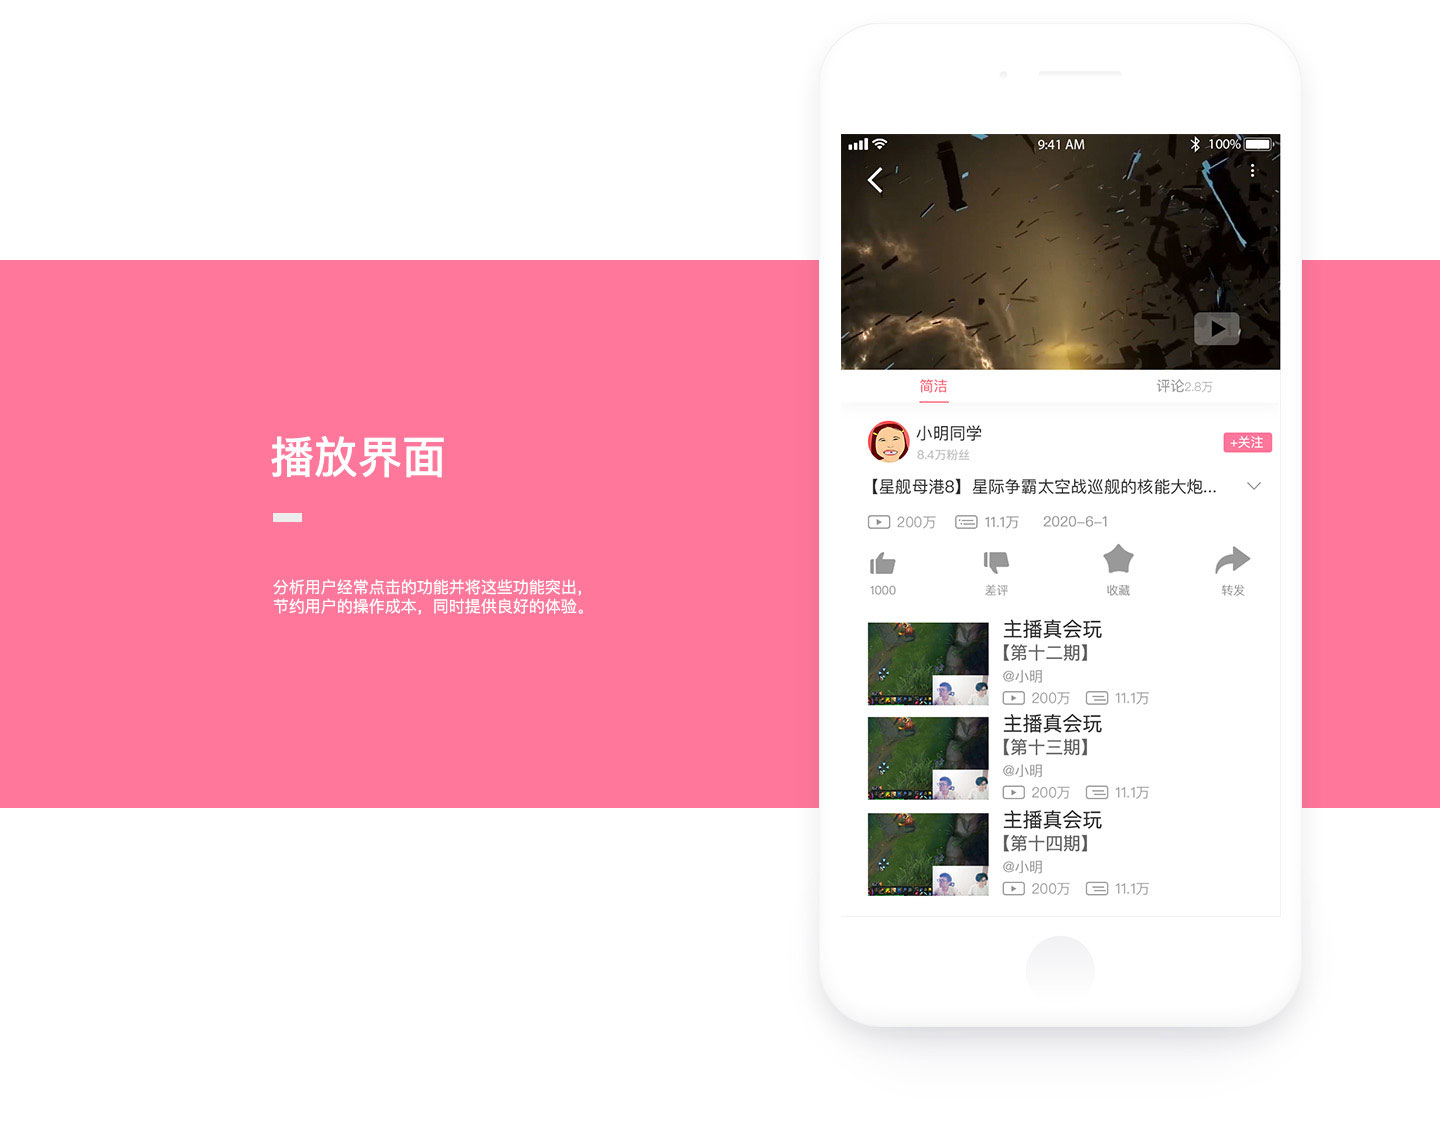 播放界面
分析用户经常点击的功能并将这些功能突出，
节约用户的操作成本，同时提供良好的体验。
9:41 AM
100%
简洁
评论2.8万
小明同学
8.4万粉丝
+关注
【星舰母港8】星际争霸太空战巡舰的核能大炮...
200万 11.1万 2020-6-1
1000 差评 收藏 转发
主播真会玩
【第十二期】
@小明
200万 11.1万
主播真会玩
【第十三期】
@小明
200万 11.1万
主播真会玩
【第十四期】
@小明
200万 11.1万